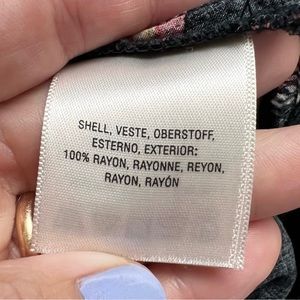 SHELL, VESTE, OBERSTOFF,
ESTERNO, EXTERIOR:
100% RAYON, RAYONNE, REYON,
RAYON, RAYÓN